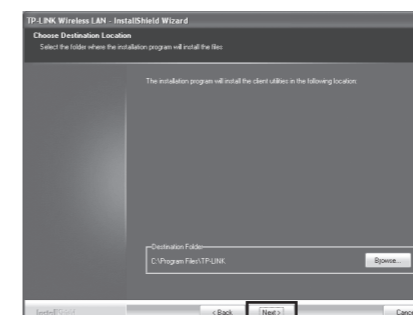 TP-LINK Wireless LAN - InstallShield Wizard
Choose Destination Location
Select the folder where the installation program will install the files
The installation program will install the client utilities in the following location
Destination Folder
C:\Program Files\TP-LINK
Browse...
InstallShield
< Back Next > Cance